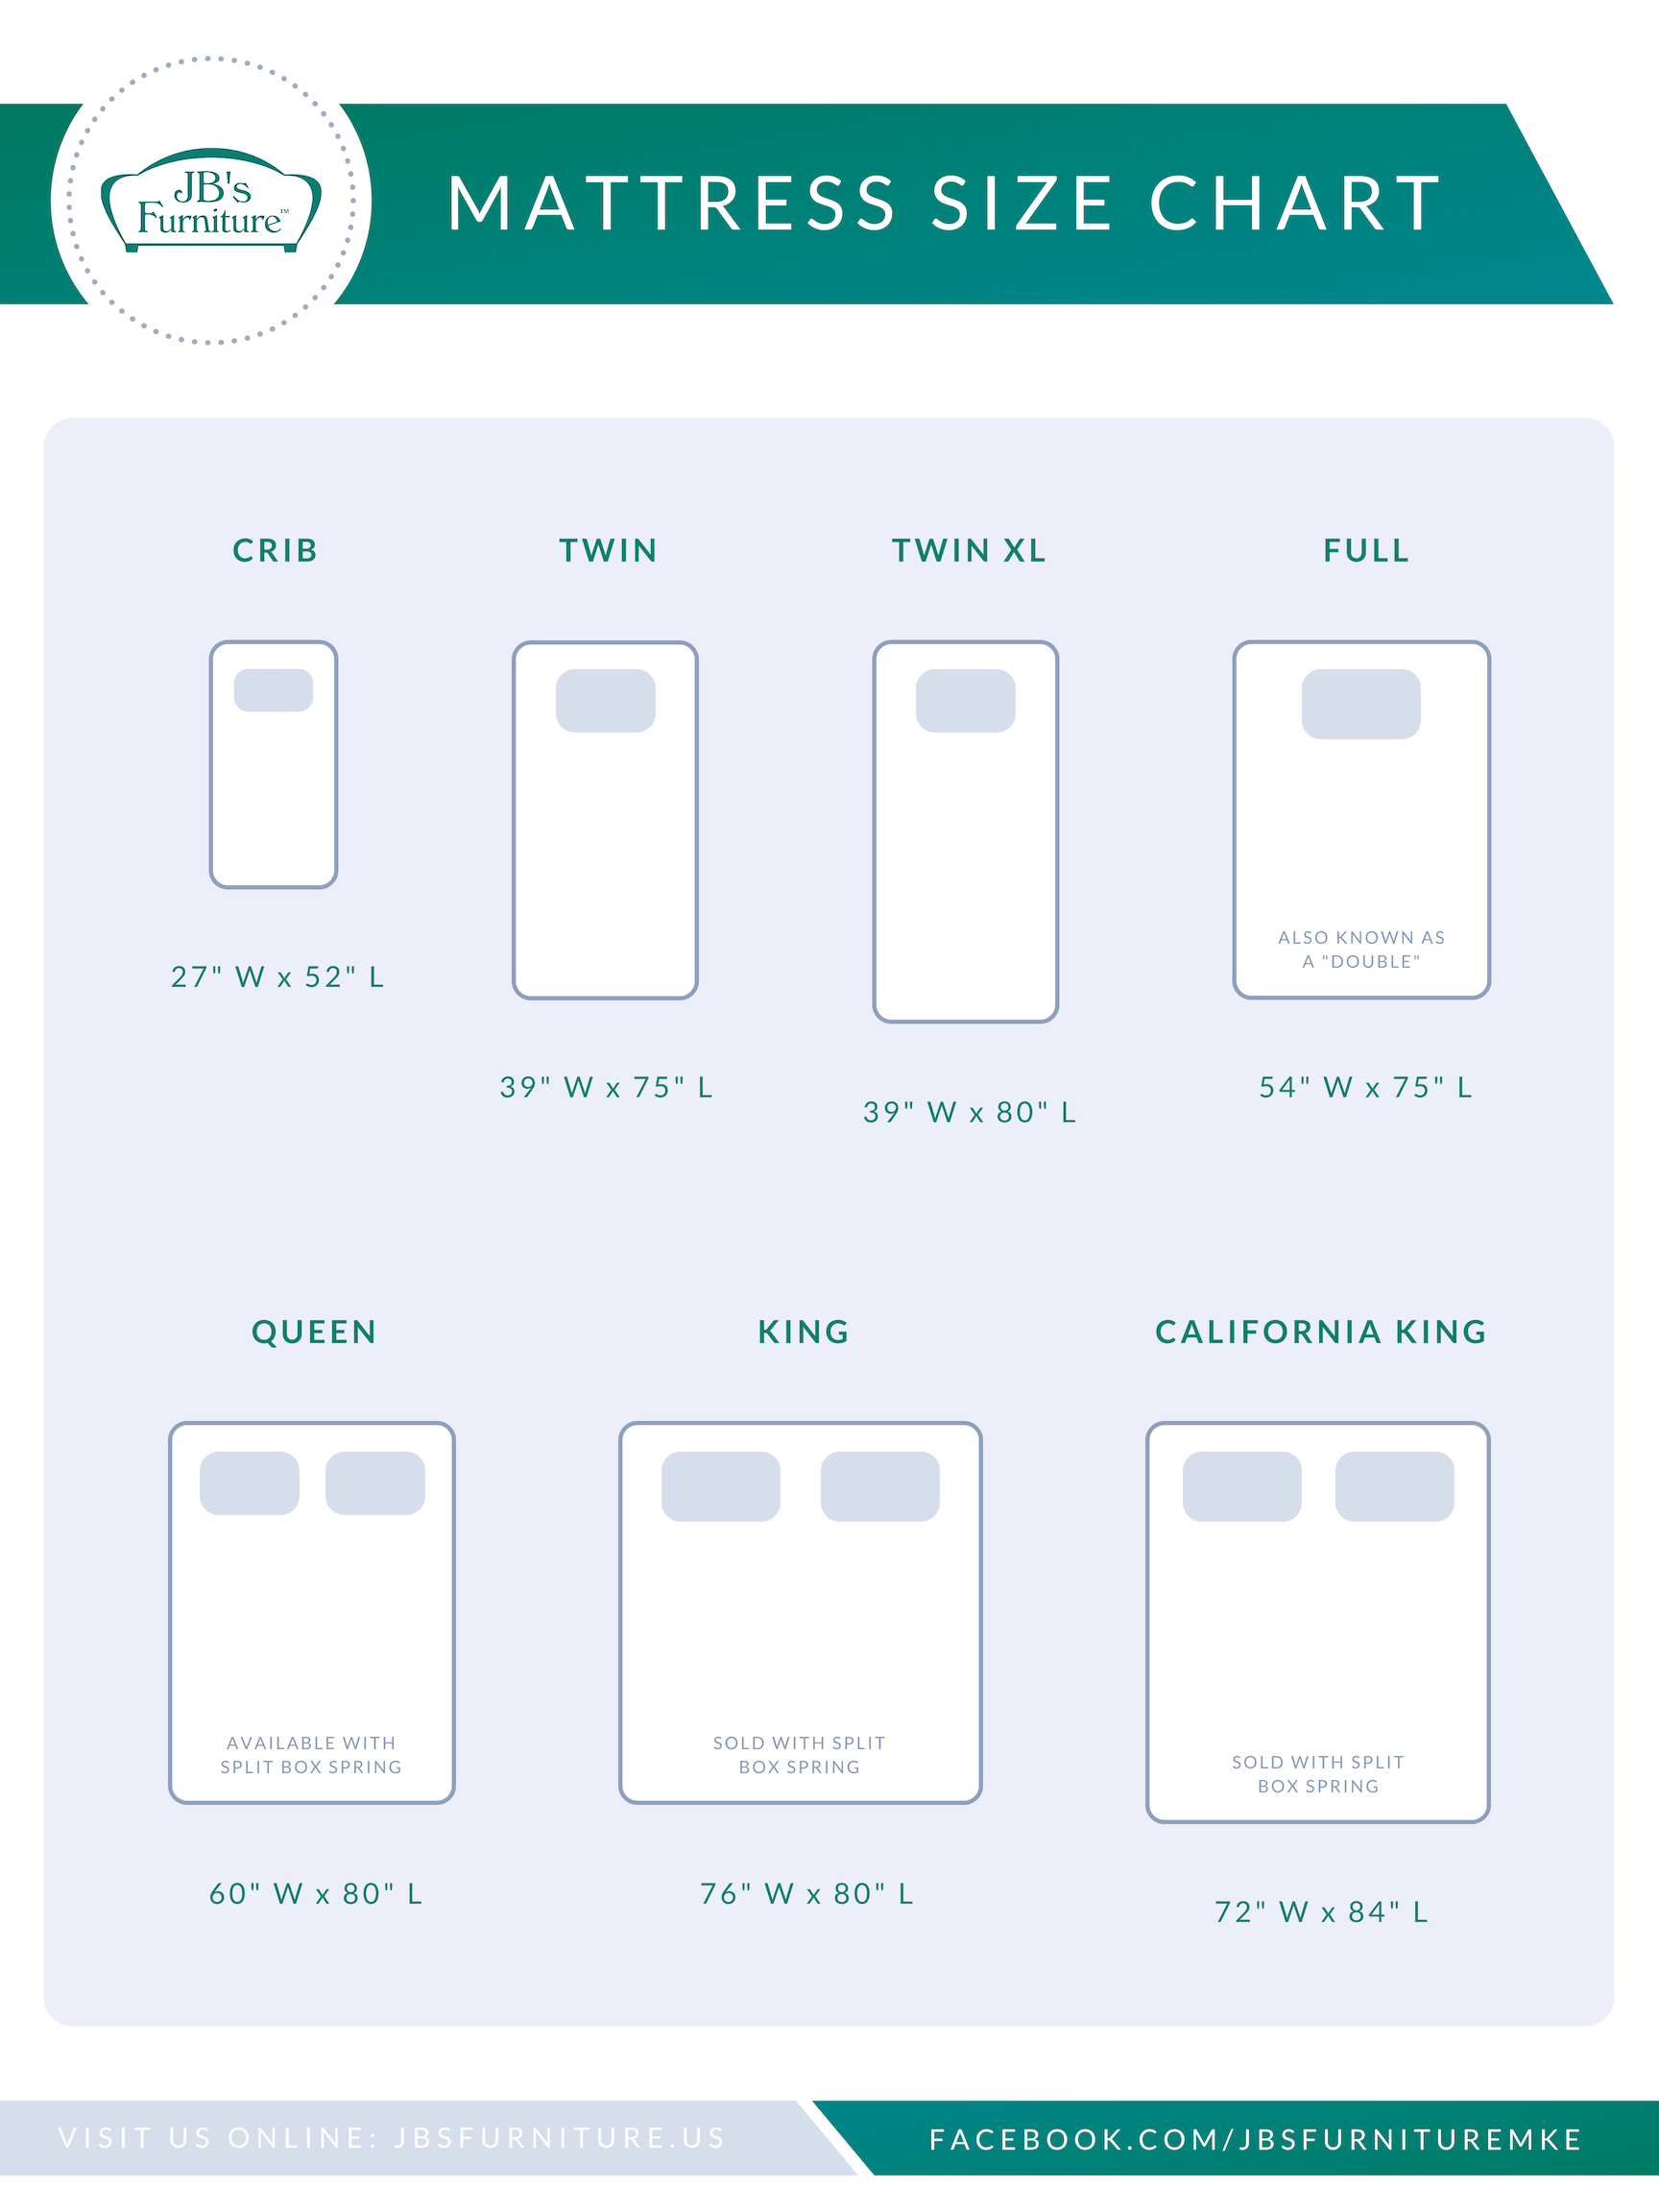 JB's
Furniture™
MATTRESS SIZE CHART
CRIB
TWIN
TWIN XL
FULL
ALSO KNOWN AS
A "DOUBLE"
27" W x 52" L
39" W x 75" L
39" W x 80" L
54" W x 75" L
QUEEN
KING
CALIFORNIA KING
AVAILABLE WITH
SPLIT BOX SPRING
SOLD WITH SPLIT
BOX SPRING
SOLD WITH SPLIT
BOX SPRING
60" W x 80" L
76" W x 80" L
72" W x 84" L
VISIT US ONLINE: JBSFURNITURE.US
FACEBOOK.COM/JBSFURNITUREMKE